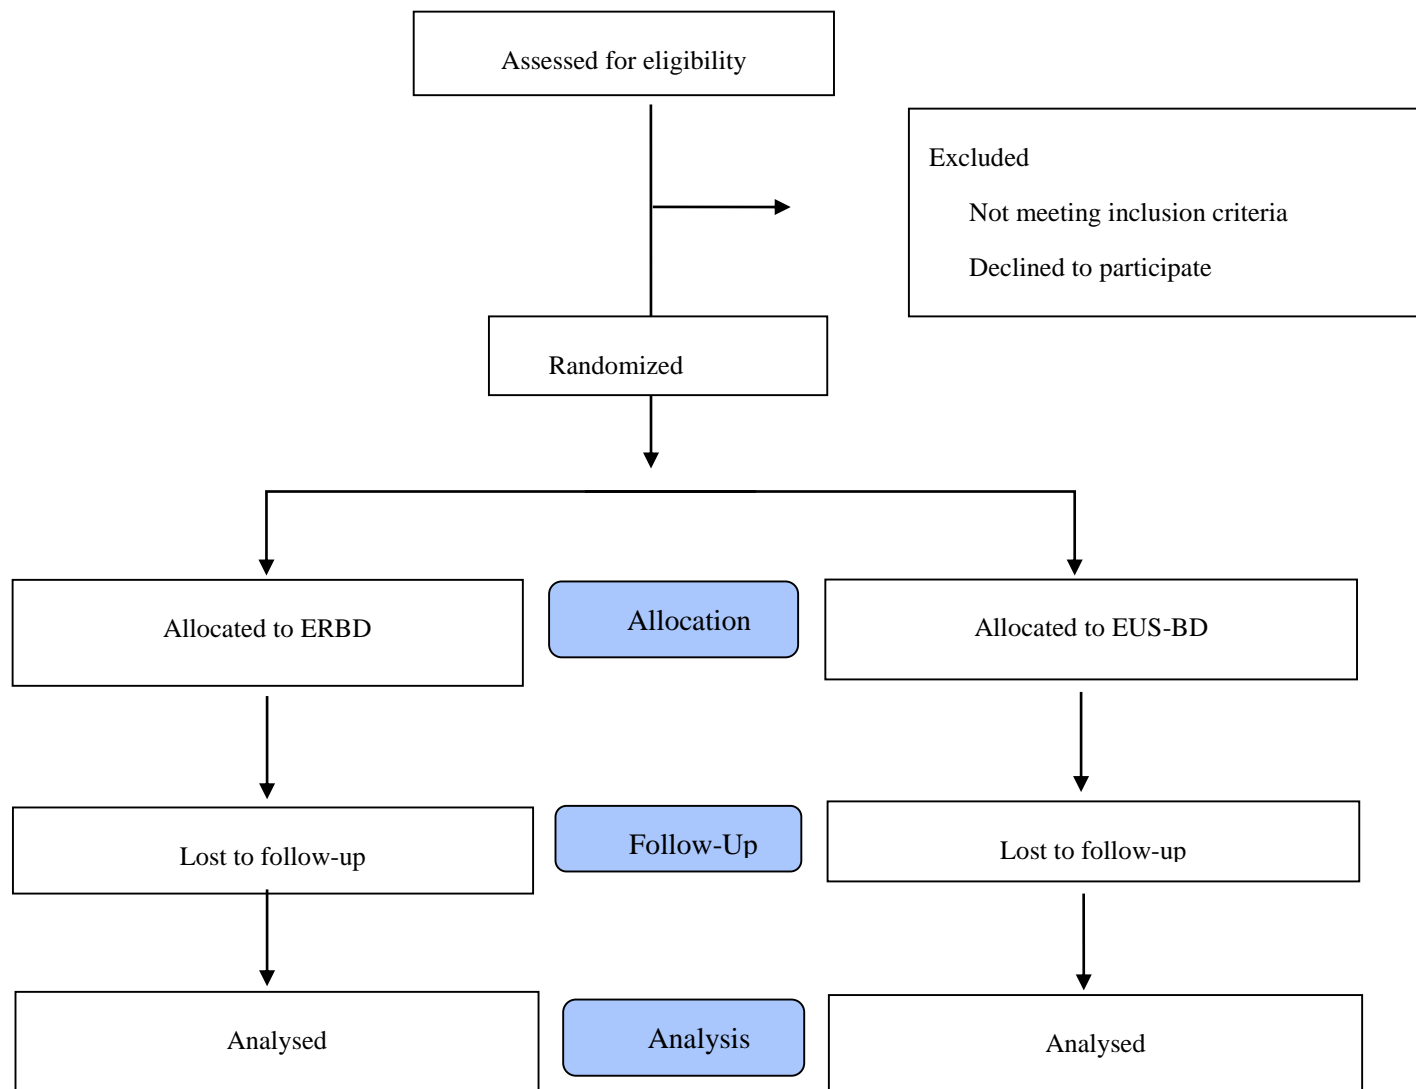 Assessed for eligibility
Excluded
Not meeting inclusion criteria
Declined to participate
Randomized
Allocated to ERBD
Allocation
Allocated to EUS-BD
Lost to follow-up
Follow-Up
Lost to follow-up
Analysed
Analysis
Analysed